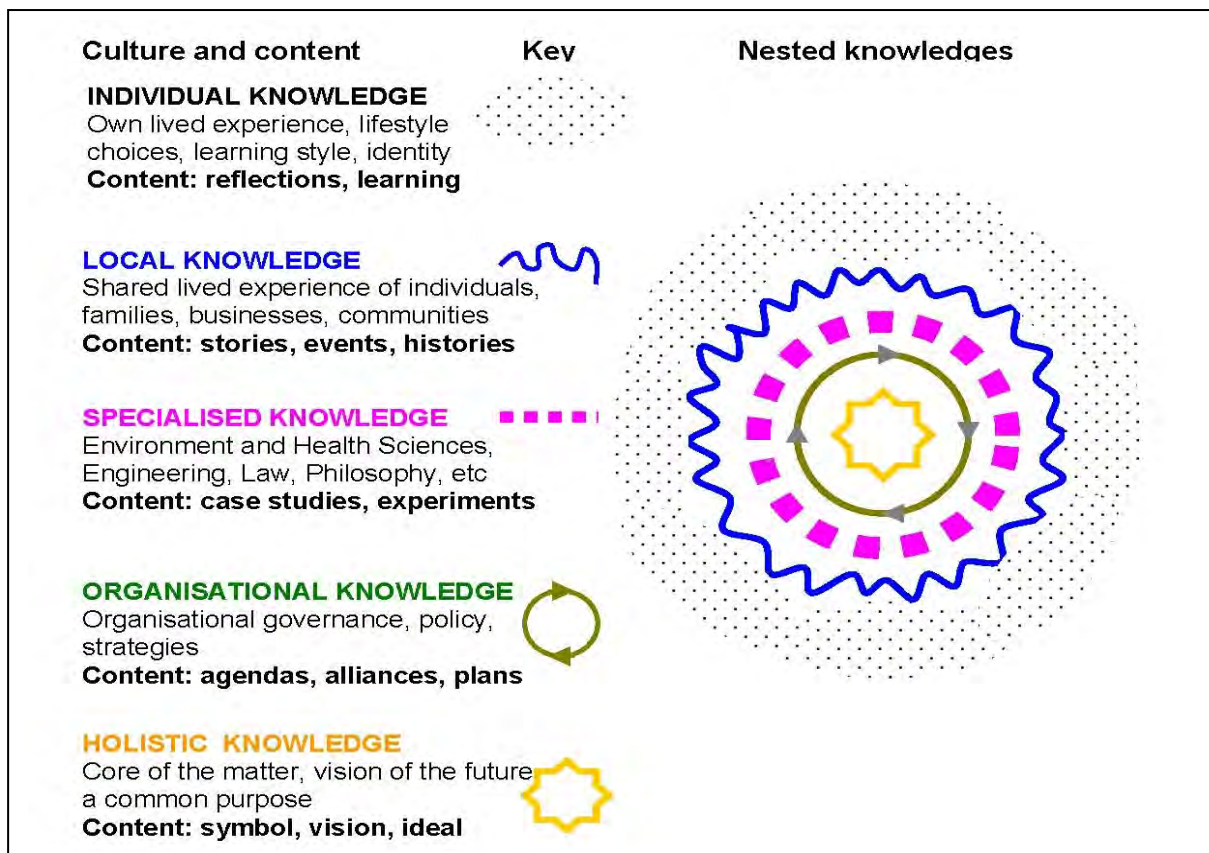 Culture and content Key Nested knowledges
INDIVIDUAL KNOWLEDGE
Own lived experience, lifestyle
choices, learning style, identity
Content: reflections, learning
LOCAL KNOWLEDGE
Shared lived experience of individuals,
families, businesses, communities
Content: stories, events, histories
SPECIALISED KNOWLEDGE
Environment and Health Sciences,
Engineering, Law, Philosophy, etc
Content: case studies, experiments
ORGANISATIONAL KNOWLEDGE
Organisational governance, policy,
strategies
Content: agendas, alliances, plans
HOLISTIC KNOWLEDGE
Core of the matter, vision of the future
a common purpose
Content: symbol, vision, ideal